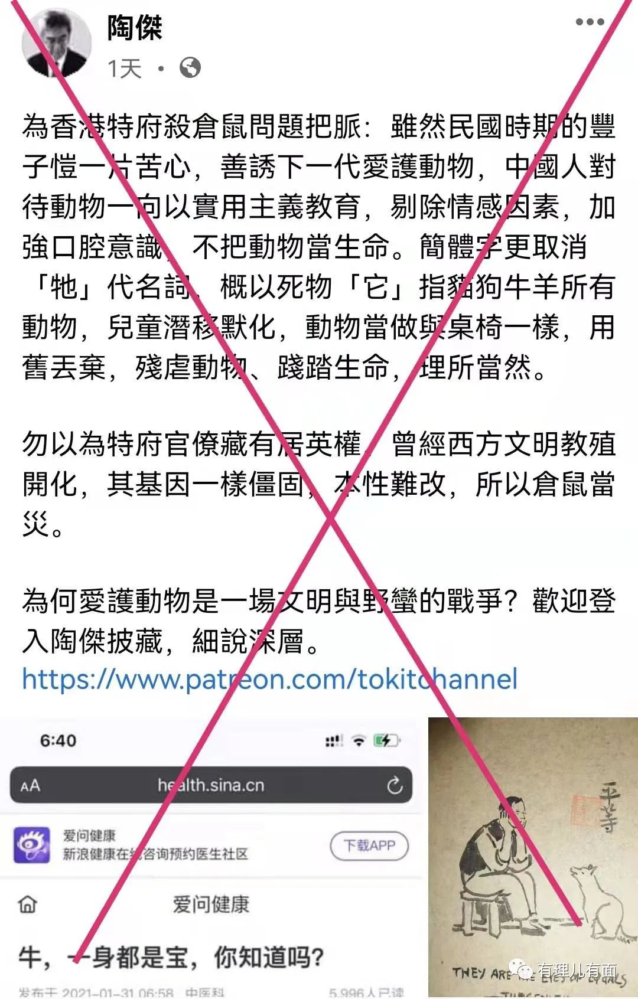 陶傑
1天 ·
為香港特府殺倉鼠問題把脈：雖然民國時期的豐
子愷一片苦心，善誘下一代愛護動物，中國人對
待動物一向以實用主義教育，剔除情感因素，加
強口腔意識，不把動物當生命。簡體字更取消
「牠」代名詞，概以死物「它」指貓狗牛羊所有
動物，兒童潛移默化，動物當做與桌椅一樣，用
舊丟棄，殘虐動物、踐踏生命，理所當然。
勿以為特府官僚藏有居英權，曾經西方文明教殖
開化，其基因一樣僵固，本性難改，所以倉鼠當
災。
為何愛護動物是一場文明與野蠻的戰爭？歡迎登
入陶傑披藏，細說深層。
https://www.patreon.com/tokitchannel
6:40
AA
health.sina.cn
爱问健康
新浪健康在线咨询预约医生社区
下载APP
爱问健康
牛，一身都是宝，你知道吗？
发布于 2021-01-31 06:58 中医科
5,996人已读
平等
THEY ARE THE EYES OF EQUALS
有理儿有面